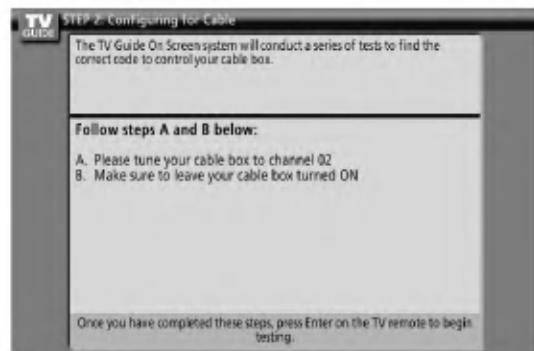 TV
GUIDE
STEP 2: Configuring for Cable
The TV Guide On Screen system will conduct a series of tests to find the
correct code to control your cable box.
Follow steps A and B below:
A. Please tune your cable box to channel 02
B. Make sure to leave your cable box turned ON
Once you have completed these steps, press Enter on the TV remote to begin
testing.